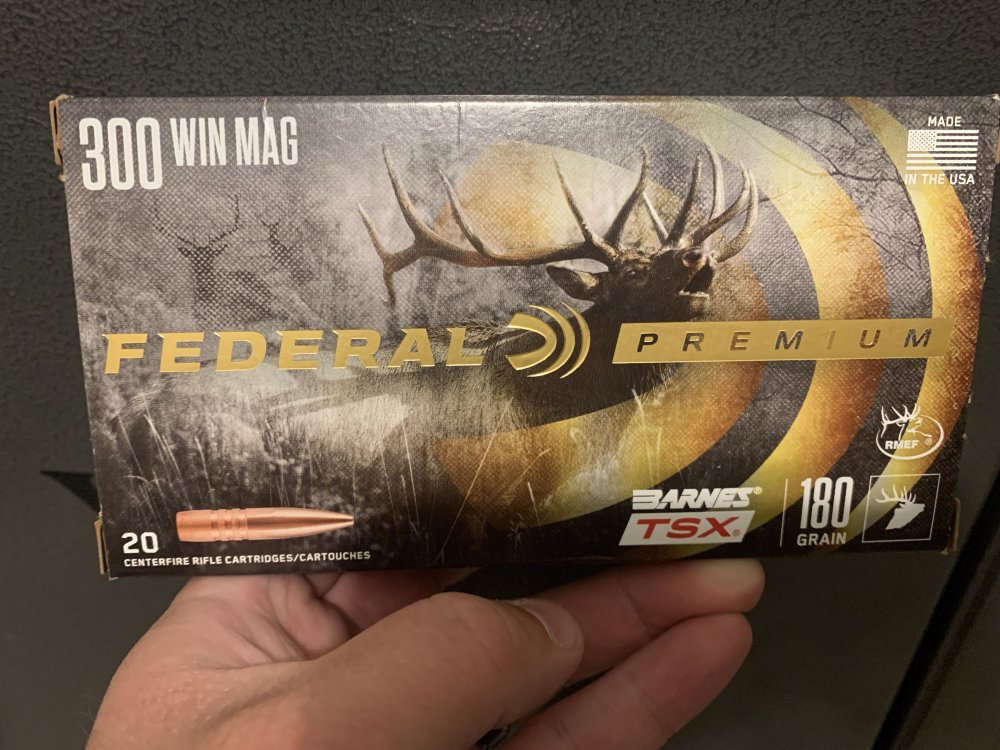 300 WIN MAG
MADE
IN THE USA
FEDERAL PREMIUM
RMEF
BARNES®
TSX®
180
GRAIN
20
CENTERFIRE RIFLE CARTRIDGES/CARTOUCHES